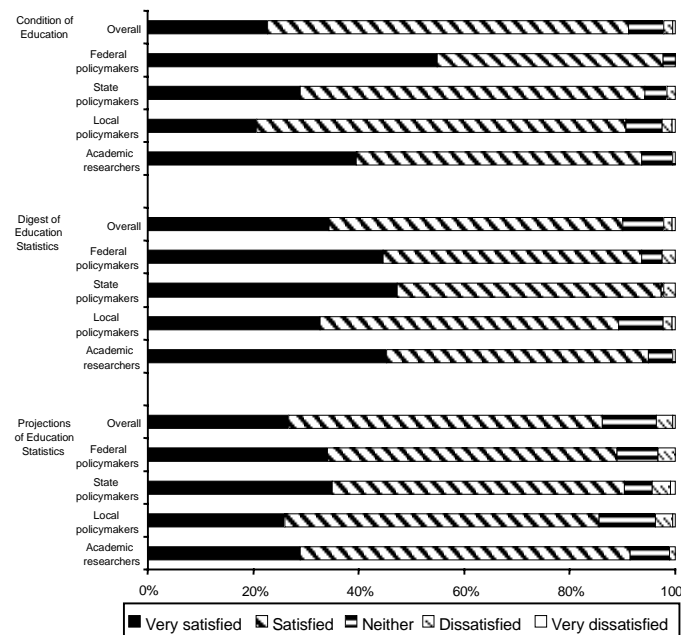 Condition of
Education
Overall
Federal
policymakers
State
policymakers
Local
policymakers
Academic
researchers
Digest of
Education
Statistics
Overall
Federal
policymakers
State
policymakers
Local
policymakers
Academic
researchers
Projections
of Education
Statistics
Overall
Federal
policymakers
State
policymakers
Local
policymakers
Academic
researchers
0% 20% 40% 60% 80% 100
Very satisfied Satisfied Neither Dissatisfied Very dissatisfied